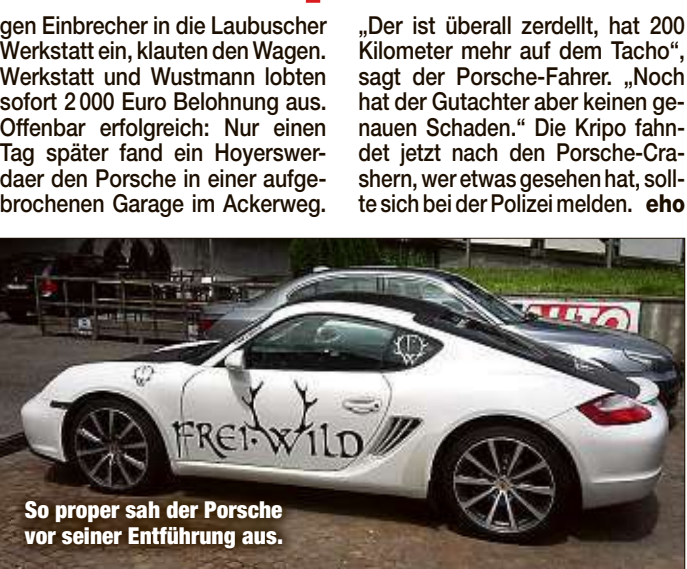 gen Einbrecher in die Laubuscher
Werkstatt ein, klauten den Wagen.
Werkstatt und Wustmann lobten
sofort 2 000 Euro Belohnung aus.
Offenbar erfolgreich: Nur einen
Tag später fand ein Hoyerswer-
daer den Porsche in einer aufge-
brochenen Garage im Ackerweg.
„Der ist überall zerdellt, hat 200
Kilometer mehr auf dem Tacho“,
sagt der Porsche-Fahrer. „Noch
hat der Gutachter aber keinen ge-
nauen Schaden.“ Die Kripo fahn-
det jetzt nach den Porsche-Cra-
shern, wer etwas gesehen hat, soll-
te sich bei der Polizei melden. eho
AUTO
FREI.WILD
So proper sah der Porsche
vor seiner Entführung aus.